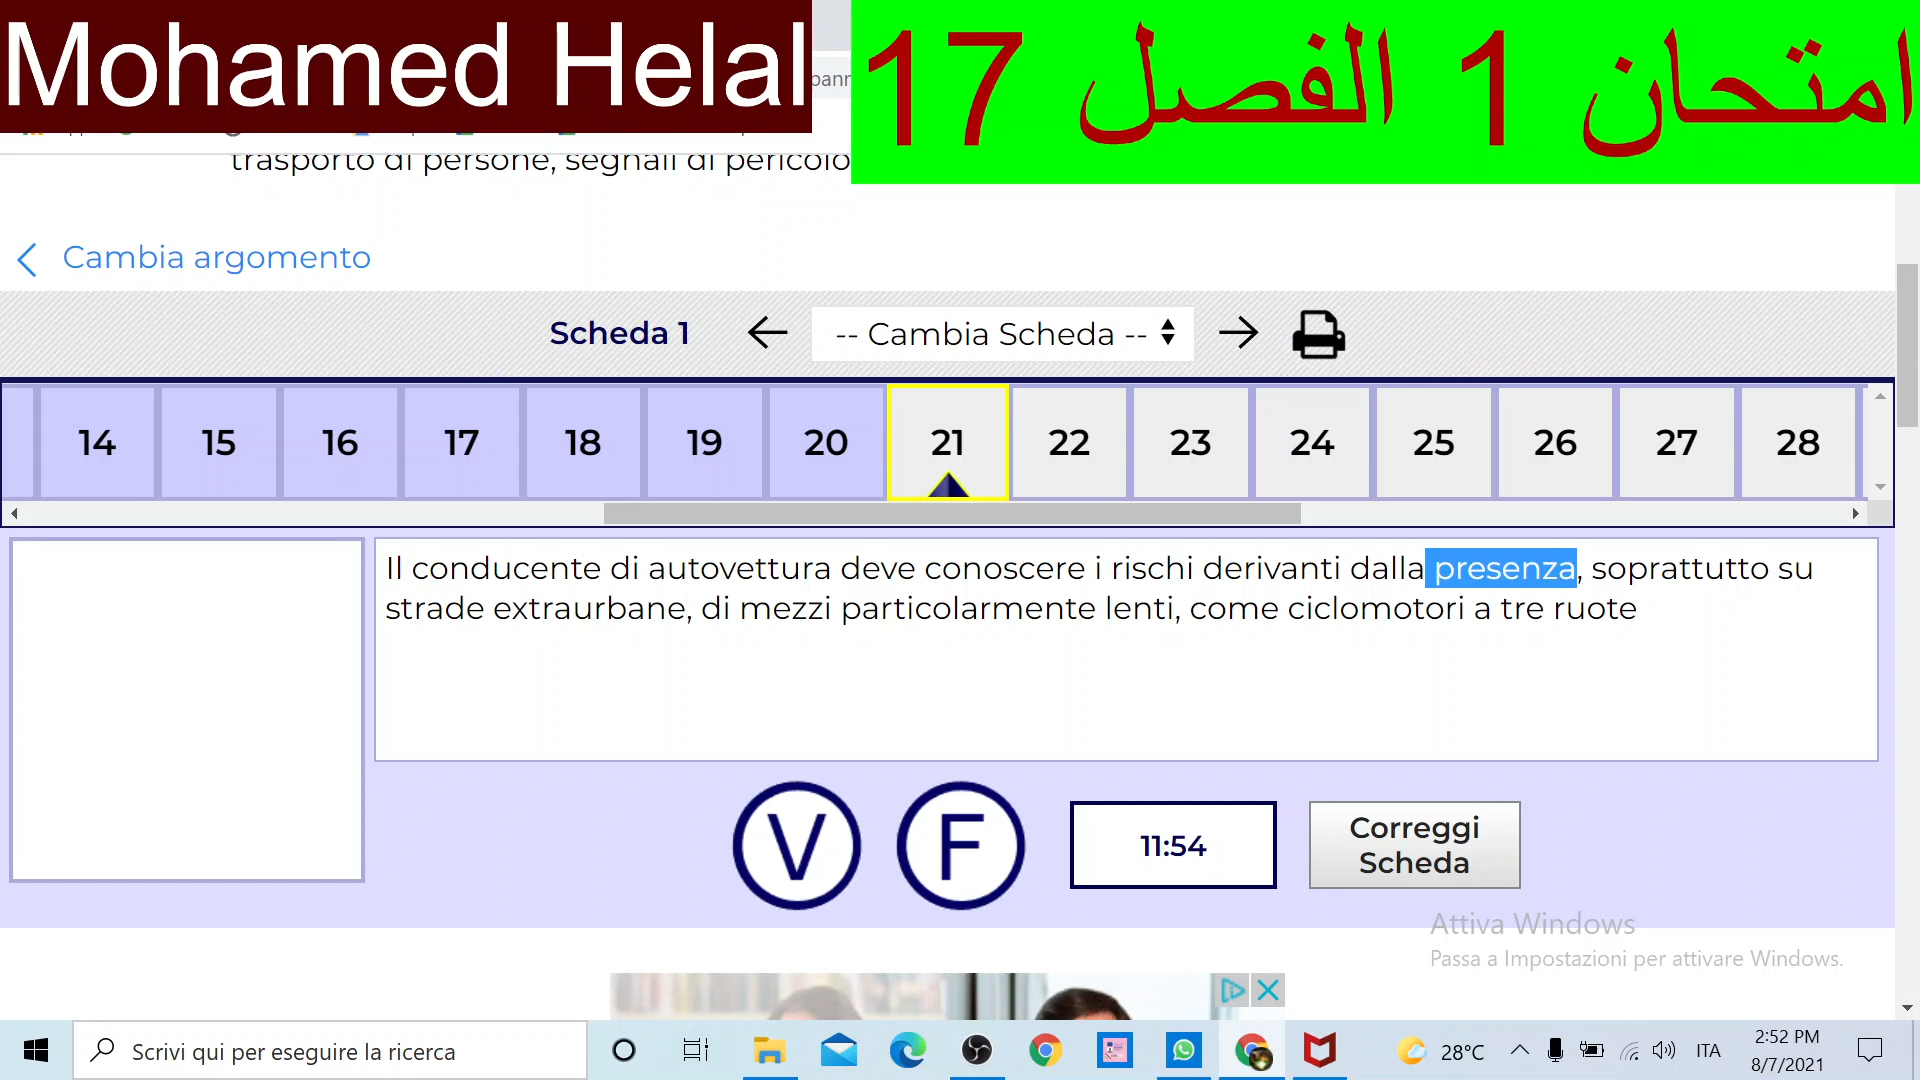 Mohamed Helal
امتحان 1 الفصل 17
trasporto di persone, segnali di pericolo
Cambia argomento
Scheda 1
-- Cambia Scheda --
14 15 16 17 18 19 20 21 22 23 24 25 26 27 28
Il conducente di autovettura deve conoscere i rischi derivanti dalla presenza, soprattutto su
strade extraurbane, di mezzi particolarmente lenti, come ciclomotori a tre ruote
V F 11:54
Correggi
Scheda
Attiva Windows
Passa a Impostazioni per attivare Windows.
Scrivi qui per eseguire la ricerca
28°C
ITA
2:52 PM
8/7/2021